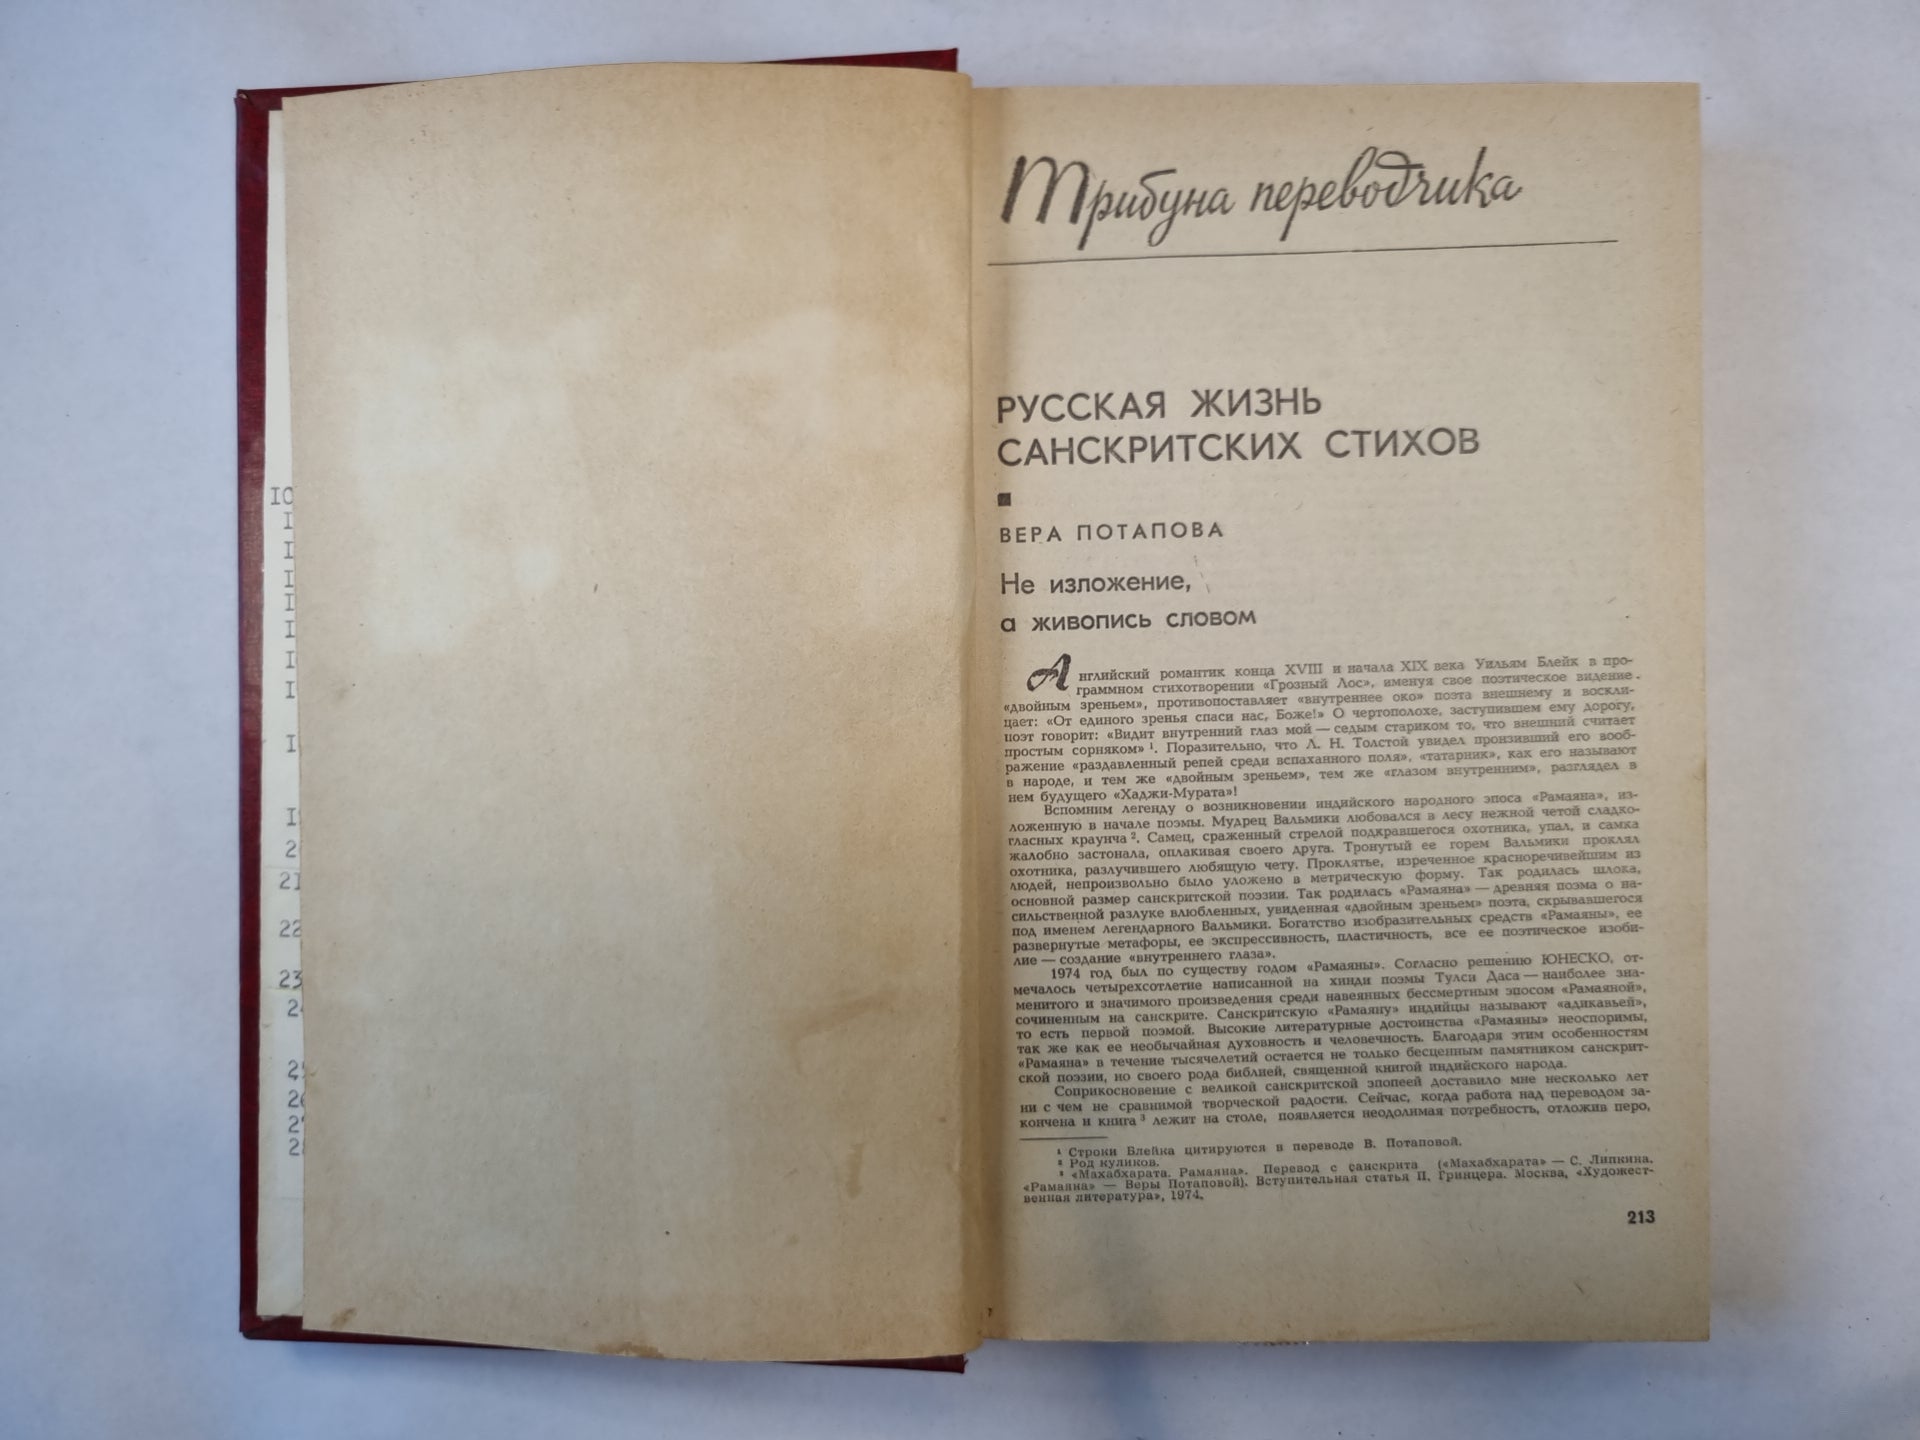 IO
I
I
I
I
I
I
I
I
I
2
21
22
23
2
2
2
2
2
Трибуна переводчика
РУССКАЯ ЖИЗНЬ
САНСКРИТСКИХ СТИХОВ
ВЕРА ПОТАПОВА
Не изложение,
а живопись словом
Английский романтик конца XVIII и начала XIX века Уильям Блейк в про-
граммном стихотворении «Грозный Лос», именуя свое поэтическое видение
«двойным зреньем», противопоставляет «внутреннее око» поэта внешнему и воскли-
цает: «От единого зренья спаси нас, Боже!» О чертополохе, заступившем ему дорогу,
поэт говорит: «Видит внутренний глаз мой — седым стариком то, что внешний считает
простым сорняком» ¹. Поразительно, что Л. Н. Толстой увидел пронзивший его вооб-
ражение «раздавленный репей среди вспаханного поля», «татарник», как его называют
в народе, и тем же «двойным зреньем», тем же «глазом внутренним», разглядел в
нем будущего «Хаджи-Мурата»!
Вспомним легенду о возникновении индийского народного эпоса «Рамаяна», из-
ложенную в начале поэмы. Мудрец Вальмики любовался в лесу нежной четой сладко-
гласных краунча ². Самец, сраженный стрелой подкравшегося охотника, упал, и самка
жалобно застонала, оплакивая своего друга. Тронутый ее горем Вальмики проклял
охотника, разлучившего любящую чету. Проклятье, изреченное красноречивейшим из
людей, непроизвольно было уложено в метрическую форму. Так родилась шлока,
основной размер санскритской поэзии. Так родилась «Рамаяна» — древняя поэма о на-
сильственной разлуке влюбленных, увиденная «двойным зреньем» поэта, скрывавшегося
под именем легендарного Вальмики. Богатство изобразительных средств «Рамаяны», ее
развернутые метафоры, ее экспрессивность, пластичность, все ее поэтическое изоби-
лие — создание «внутреннего глаза».
1974 год был по существу годом «Рамаяны». Согласно решению ЮНЕСКО, от-
мечалось четырехсотлетие написанной на хинди поэмы Тулси Даса — наиболее зна-
менитого и значимого произведения среди навеянных бессмертным эпосом «Рамаяной»,
сочиненным на санскрите. Санскритскую «Рамаяну» индийцы называют «адикавьей»,
то есть первой поэмой. Высокие литературные достоинства «Рамаяны» неоспоримы,
так же как ее необычайная духовность и человечность. Благодаря этим особенностям
«Рамаяна» в течение тысячелетий остается не только бесценным памятником санскрит-
ской поэзии, но своего рода библией, священной книгой индийского народа.
Соприкосновение с великой санскритской эпопеей доставило мне несколько лет
ни с чем не сравнимой творческой радости. Сейчас, когда работа над переводом за-
кончена и книга ³ лежит на столе, появляется неодолимая потребность, отложив перо,
¹ Строки Блейка цитируются в переводе В. Потаповой.
² Род куликов.
³ «Махабхарата. Рамаяна». Перевод с санскрита («Махабхарата» — С. Липкина,
«Рамаяна» — Веры Потаповой). Вступительная статья П. Гринцера. Москва, «Художест-
венная литература», 1974.
213